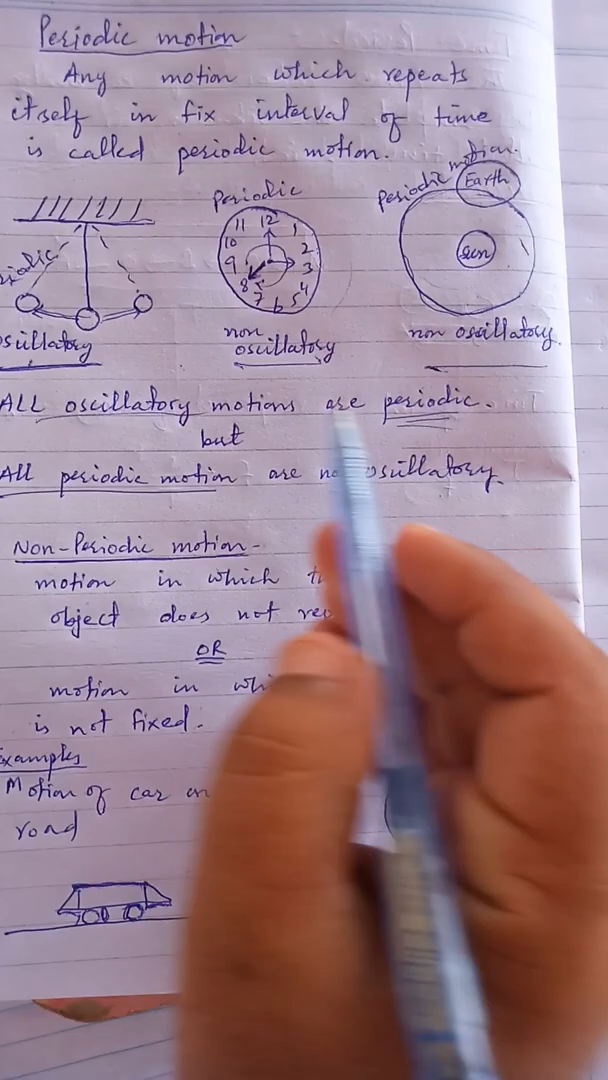 Periodic motion
Any motion which repeats
itself in fix interval of time
is called periodic motion.
periodic motion.
Periodic
Earth
11 12 1
10 2
9 3
8 4
7 6 5
sun
non
oscillatory
non oscillatory.
ALL oscillatory motions are periodic.
but
All periodic motion are oscillatory.
Non-Periodic motion-
motion in which
object does not
OR
motion in
is not fixed.
Examples
Motion of car on
road